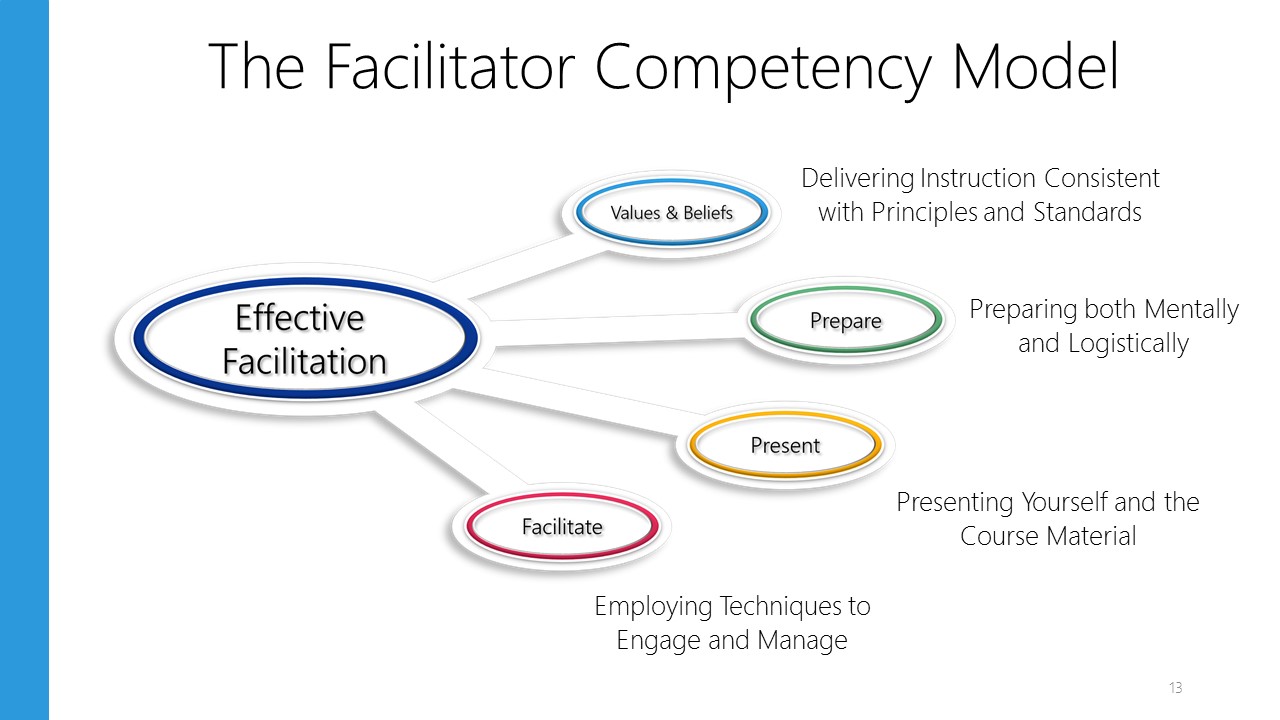 The Facilitator Competency Model
Values & Beliefs
Delivering Instruction Consistent
with Principles and Standards
Effective
Facilitation
Prepare
Preparing both Mentally
and Logistically
Present
Presenting Yourself and the
Course Material
Facilitate
Employing Techniques to
Engage and Manage
13